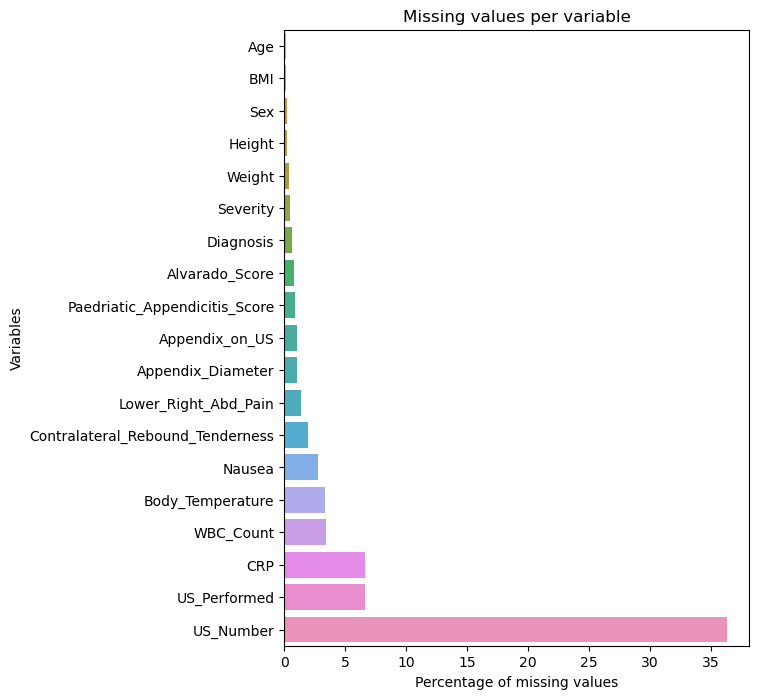 Missing values per variable
Age
BMI
Sex
Height
Weight
Severity
Diagnosis
Alvarado_Score
Paedriatic_Appendicitis_Score
Appendix_on_US
Appendix_Diameter
Lower_Right_Abd_Pain
Contralateral_Rebound_Tenderness
Nausea
Body_Temperature
WBC_Count
CRP
US_Performed
US_Number
Variables
0 5 10 15 20 25 30 35
Percentage of missing values